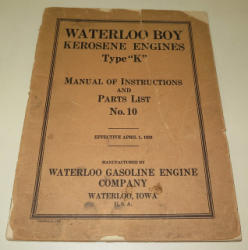 WATERLOO BOY
KEROSENE ENGINES
Type "K"
MANUAL OF INSTRUCTIONS
AND
PARTS LIST
No. 10
EFFECTIVE APRIL 1,
MANUFACTURED BY
WATERLOO GASOLINE ENGINE
COMPANY
WATERLOO, IOWA
U. S. A.